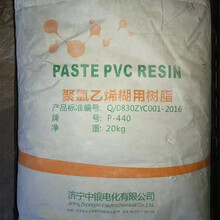 PASTE PVC RESIN
聚氯乙烯糊用树脂
产品标准编号: Q/0830ZYC001-2016
牌 号: P-440
净 重: 20kg
济宁中银电化有限公司